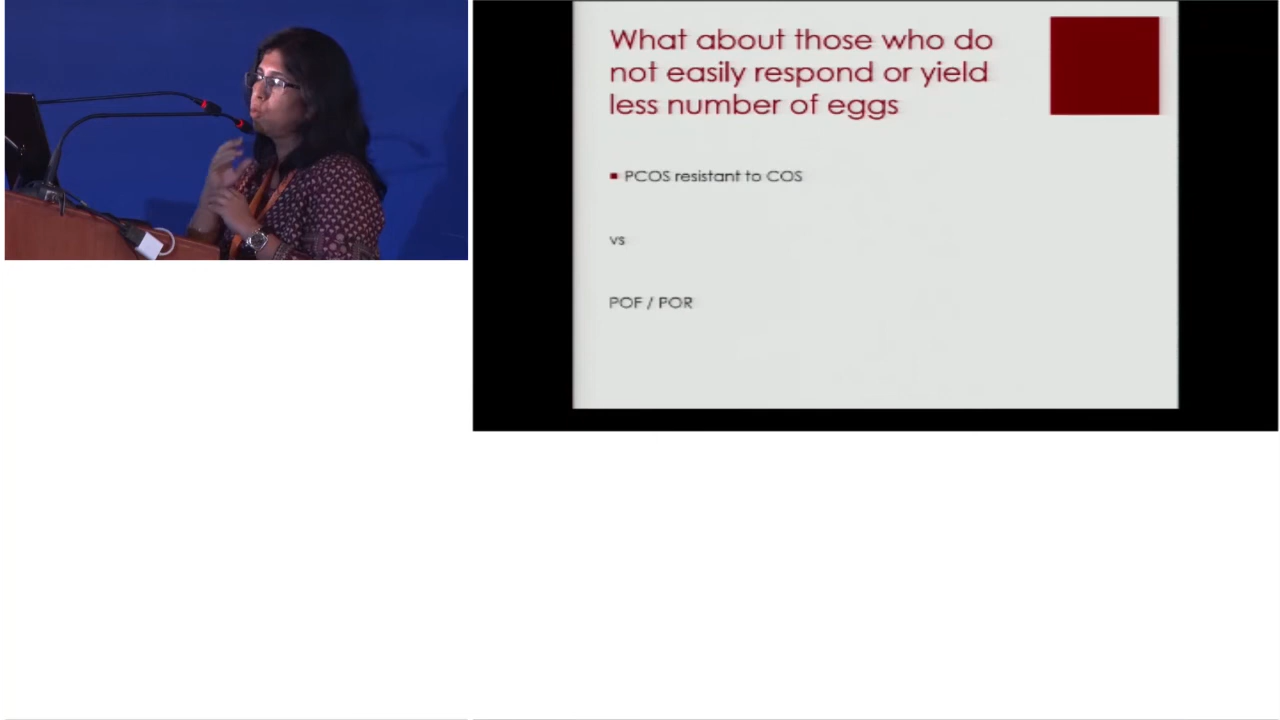 What about those who do
not easily respond or yield
less number of eggs
▪ PCOS resistant to COS
vs
POF / POR